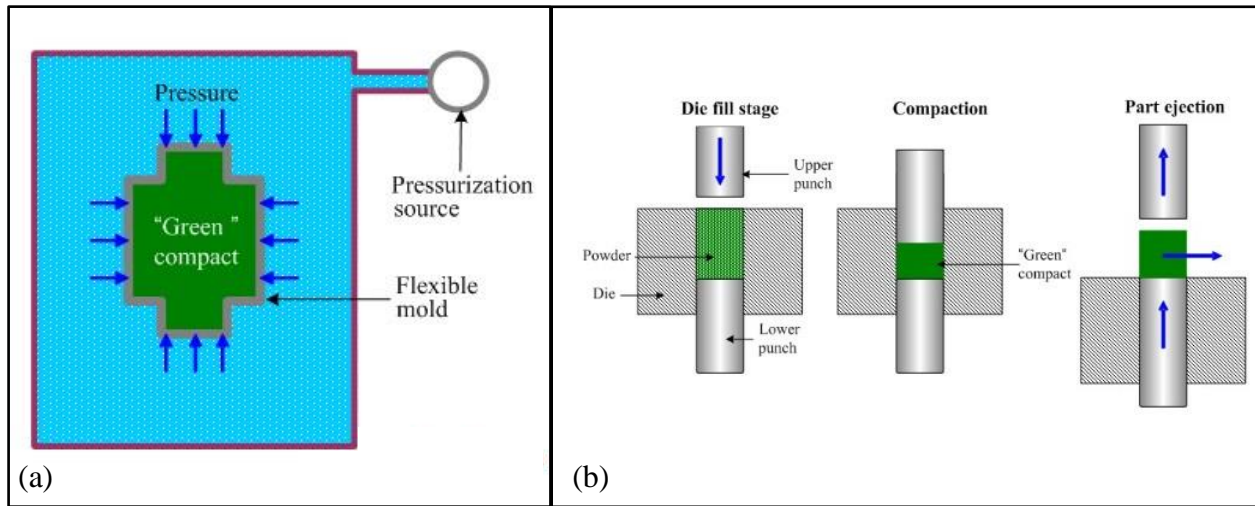 Pressure
Pressurization
source
“Green ”
compact
Flexible
mold
(a)
Die fill stage
Compaction
Part ejection
Upper
punch
Powder
Die
"Green"
compact
Lower
punch
(b)